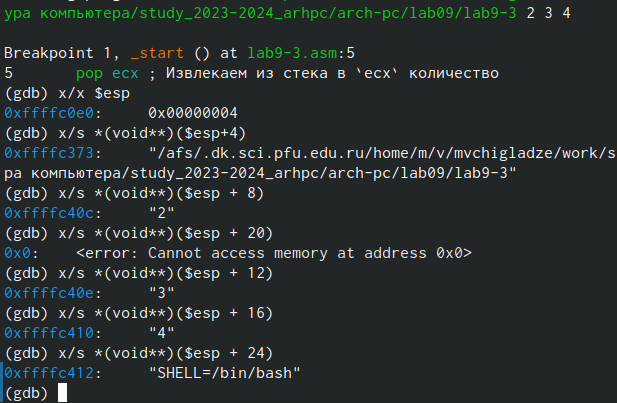 ура компьютера/study_2023-2024_arhpc/arch-pc/lab09/lab9-3 2 3 4
Breakpoint 1, _start () at lab9-3.asm:5
5 pop ecx ; Извлекаем из стека в `ecx` количество
(gdb) x/x $esp
0xffffc0e0: 0x00000004
(gdb) x/s *(void**)($esp+4)
0xffffc373: "/afs/.dk.sci.pfu.edu.ru/home/m/v/mvchigladze/work/s
ра компьютера/study_2023-2024_arhpc/arch-pc/lab09/lab9-3"
(gdb) x/s *(void**)($esp + 8)
0xffffc40c: "2"
(gdb) x/s *(void**)($esp + 20)
0x0: <error: Cannot access memory at address 0x0>
(gdb) x/s *(void**)($esp + 12)
0xffffc40e: "3"
(gdb) x/s *(void**)($esp + 16)
0xffffc410: "4"
(gdb) x/s *(void**)($esp + 24)
0xffffc412: "SHELL=/bin/bash"
(gdb)